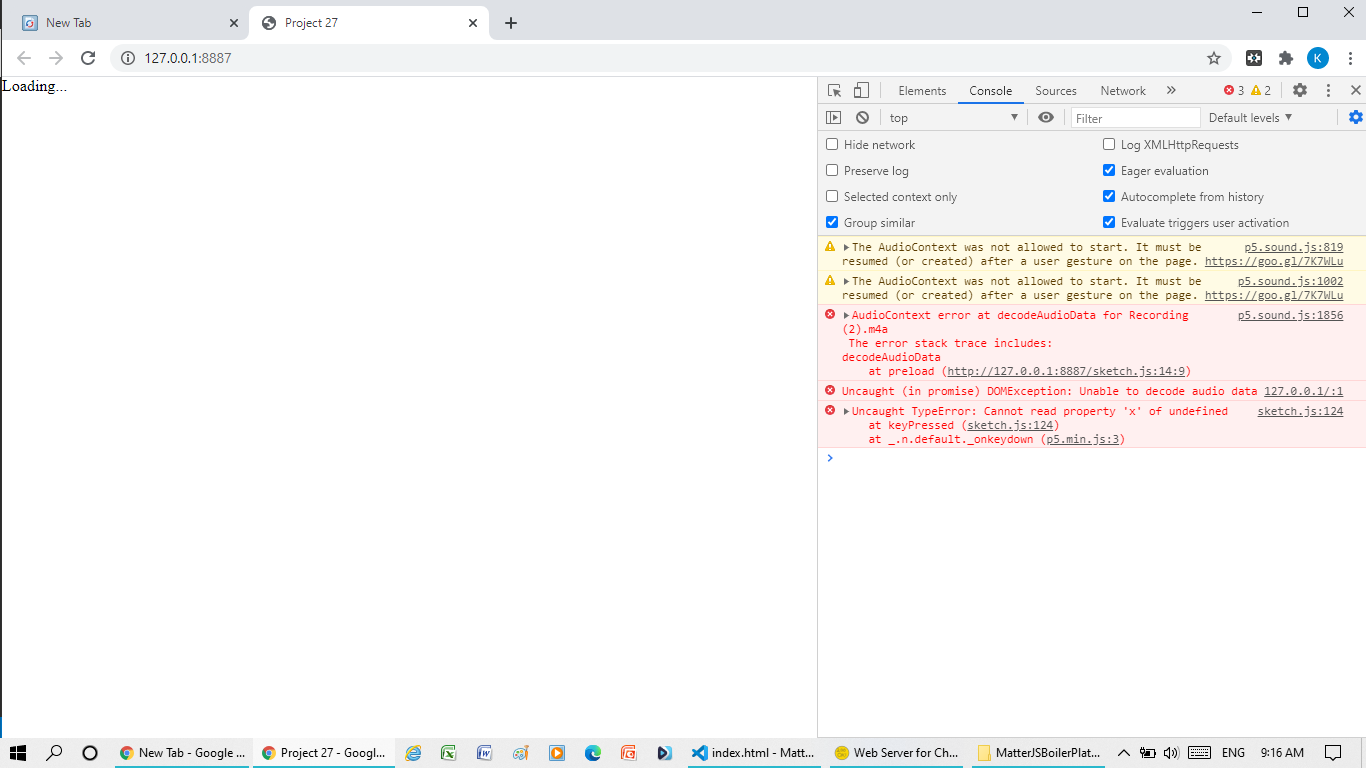 New Tab
Project 27
127.0.0.1:8887
K
Loading...
Elements Console Sources Network » 3 2
top Filter Default levels
Hide network Log XMLHttpRequests
Preserve log Eager evaluation
Selected context only Autocomplete from history
Group similar Evaluate triggers user activation
The AudioContext was not allowed to start. It must be p5.sound.js:819
resumed (or created) after a user gesture on the page. https://goo.gl/7K7WLu
The AudioContext was not allowed to start. It must be p5.sound.js:1002
resumed (or created) after a user gesture on the page. https://goo.gl/7K7WLu
AudioContext error at decodeAudioData for Recording p5.sound.js:1856
(2).m4a
The error stack trace includes:
decodeAudioData
at preload (http://127.0.0.1:8887/sketch.js:14:9)
Uncaught (in promise) DOMException: Unable to decode audio data 127.0.0.1/:1
Uncaught TypeError: Cannot read property 'x' of undefined sketch.js:124
at keyPressed (sketch.js:124)
at _.n.default._onkeydown (p5.min.js:3)
New Tab - Google ... Project 27 - Googl... index.html - Matt... Web Server for Ch... MatterJSBoilerPlat... ENG 9:16 AM